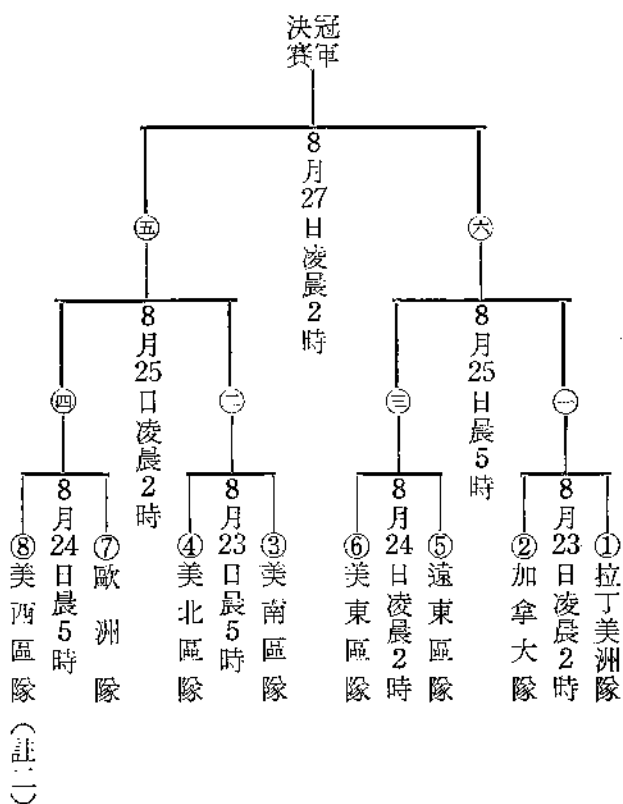 冠軍
決賽
8月27日凌晨2時
㊅
㊄
8月25日晨5時
8月25日凌晨2時
㊀
㊂
㊁
㊃
8月23日凌晨2時
8月24日凌晨2時
8月23日晨5時
8月24日晨5時
①拉丁美洲隊
②加拿大隊
⑤遠東區隊
⑥美東區隊
③美南區隊
④美北區隊
⑦歐洲隊
⑧美西區隊（註二）